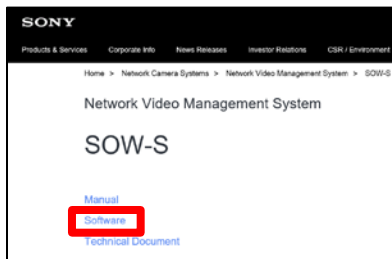 SONY
Products & Services Corporate Info News Releases Investor Relations CSR / Environment
Home > Network Camera Systems > Network Video Management System > SOW-S
Network Video Management System
SOW-S
Manual
Software
Technical Document